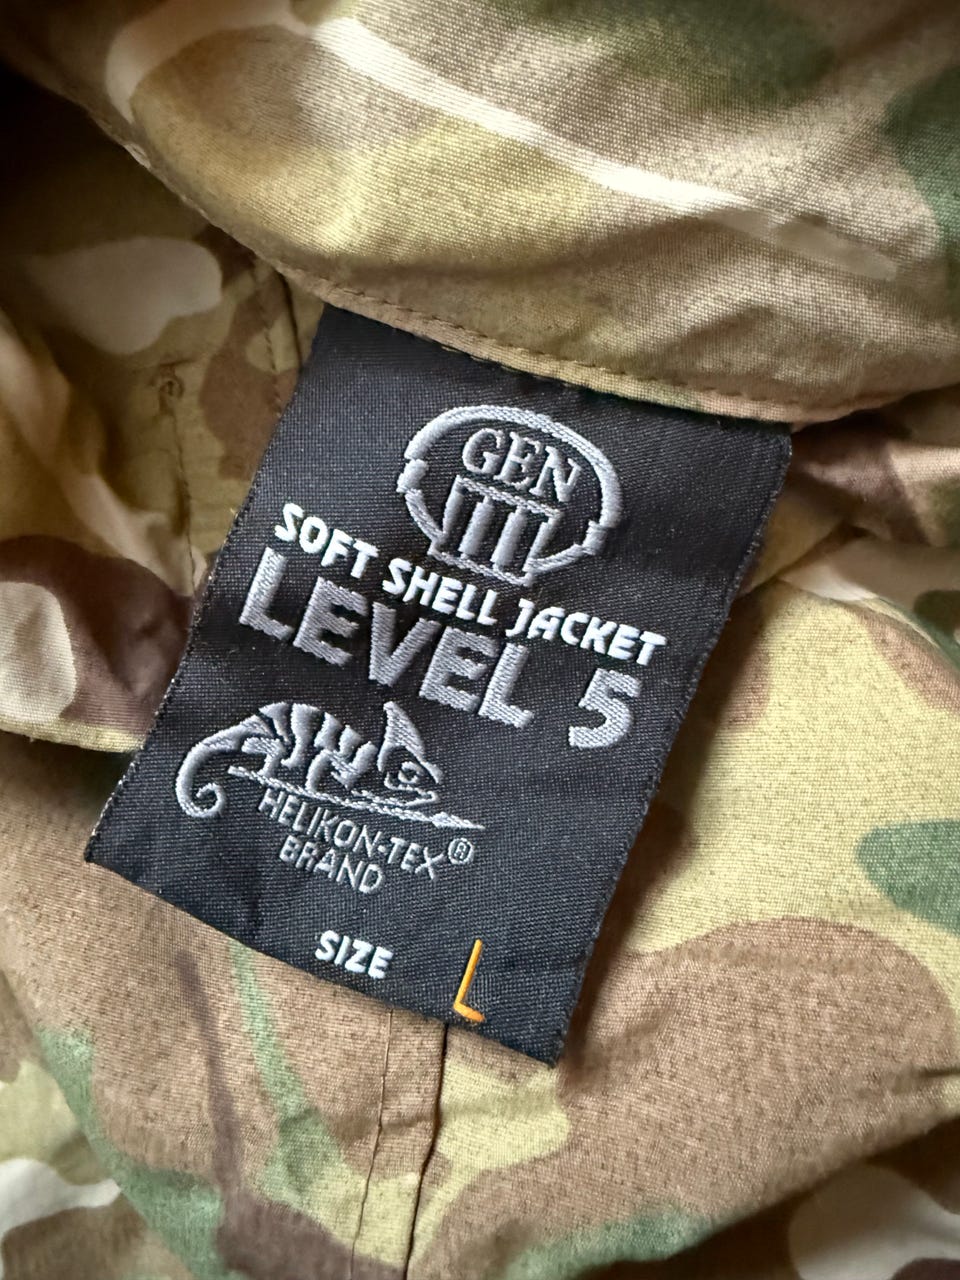 GEN
III
SOFT SHELL JACKET
LEVEL 5
HELIKON-TEX®
BRAND
SIZE L